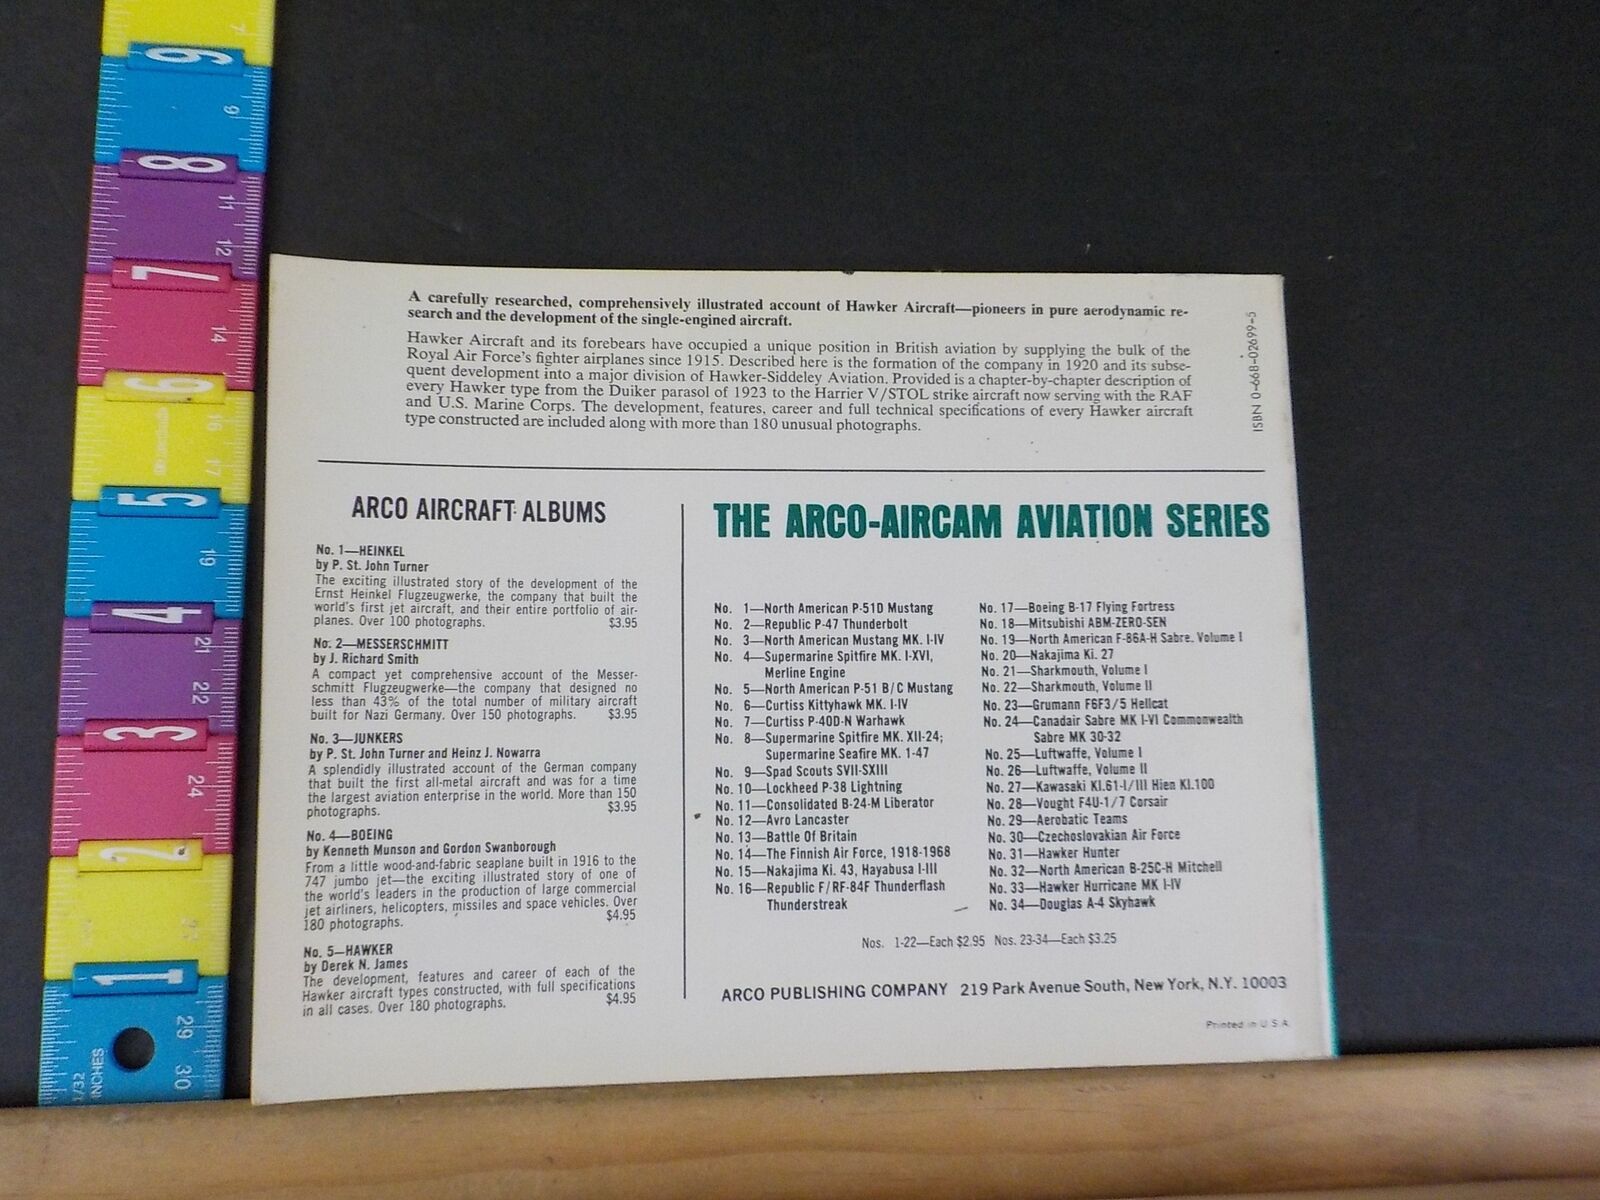 A carefully researched, comprehensively illustrated account of Hawker Aircraft—pioneers in pure aerodynamic re-
search and the development of the single-engined aircraft.
Hawker Aircraft and its forebears have occupied a unique position in British aviation by supplying the bulk of the
Royal Air Force's fighter airplanes since 1915. Described here is the formation of the company in 1920 and its subse-
quent development into a major division of Hawker-Siddeley Aviation. Provided is a chapter-by-chapter description of
every Hawker type from the Duiker parasol of 1923 to the Harrier V/STOL strike aircraft now serving with the RAF
and U.S. Marine Corps. The development, features, career and full technical specifications of every Hawker aircraft
type constructed are included along with more than 180 unusual photographs.
ISBN 0-668-02699-5
ARCO AIRCRAFT ALBUMS
No. 1—HEINKEL
by P. St. John Turner
The exciting illustrated story of the development of the
Ernst Heinkel Flugzeugwerke, the company that built the
world's first jet aircraft, and their entire portfolio of air-
planes. Over 100 photographs. $3.95
No. 2—MESSERSCHMITT
by J. Richard Smith
A compact yet comprehensive account of the Messer-
schmitt Flugzeugwerke—the company that designed no
less than 43% of the total number of military aircraft
built for Nazi Germany. Over 150 photographs. $3.95
No. 3—JUNKERS
by P. St. John Turner and Heinz J. Nowarra
A splendidly illustrated account of the German company
that built the first all-metal aircraft and was for a time
the largest aviation enterprise in the world. More than 150
photographs. $3.95
No. 4—BOEING
by Kenneth Munson and Gordon Swanborough
From a little wood-and-fabric seaplane built in 1916 to the
747 jumbo jet—the exciting illustrated story of one of
the world's leaders in the production of large commercial
jet airliners, helicopters, missiles and space vehicles. Over
180 photographs. $4.95
No. 5—HAWKER
by Derek N. James
The development, features and career of each of the
Hawker aircraft types constructed, with full specifications
in all cases. Over 180 photographs. $4.95
THE ARCO-AIRCAM AVIATION SERIES
No. 1—North American P-51D Mustang
No. 2—Republic P-47 Thunderbolt
No. 3—North American Mustang MK. I-IV
No. 4—Supermarine Spitfire MK. I-XVI,
Merline Engine
No. 5—North American P-51 B/C Mustang
No. 6—Curtiss Kittyhawk MK. I-IV
No. 7—Curtiss P-40D-N Warhawk
No. 8—Supermarine Spitfire MK. XII-24;
Supermarine Seafire MK. 1-47
No. 9—Spad Scouts SVII-SXIII
No. 10—Lockheed P-38 Lightning
No. 11—Consolidated B-24-M Liberator
No. 12—Avro Lancaster
No. 13—Battle Of Britain
No. 14—The Finnish Air Force, 1918-1968
No. 15—Nakajima Ki. 43, Hayabusa I-III
No. 16—Republic F/RF-84F Thunderflash
Thunderstreak
No. 17—Boeing B-17 Flying Fortress
No. 18—Mitsubishi ABM-ZERO-SEN
No. 19—North American F-86A-H Sabre. Volume I
No. 20—Nakajima Ki. 27
No. 21—Sharkmouth, Volume I
No. 22—Sharkmouth, Volume II
No. 23—Grumann F6F3/5 Hellcat
No. 24—Canadair Sabre MK I-VI Commonwealth
Sabre MK 30-32
No. 25—Luftwaffe, Volume I
No. 26—Luftwaffe, Volume II
No. 27—Kawasaki KI.61-I/III Hien KI.100
No. 28—Vought F4U-1/7 Corsair
No. 29—Aerobatic Teams
No. 30—Czechoslovakian Air Force
No. 31—Hawker Hunter
No. 32—North American B-25C-H Mitchell
No. 33—Hawker Hurricane MK I-IV
No. 34—Douglas A-4 Skyhawk
Nos. 1-22—Each $2.95 Nos. 23-34—Each $3.25
ARCO PUBLISHING COMPANY 219 Park Avenue South, New York, N.Y. 10003
Printed in U S A
9
8
7
6
5
4
3
2
1
7
9
11
12
14
16
17
19
21
22
24
27
29
30
1/32
INCHES